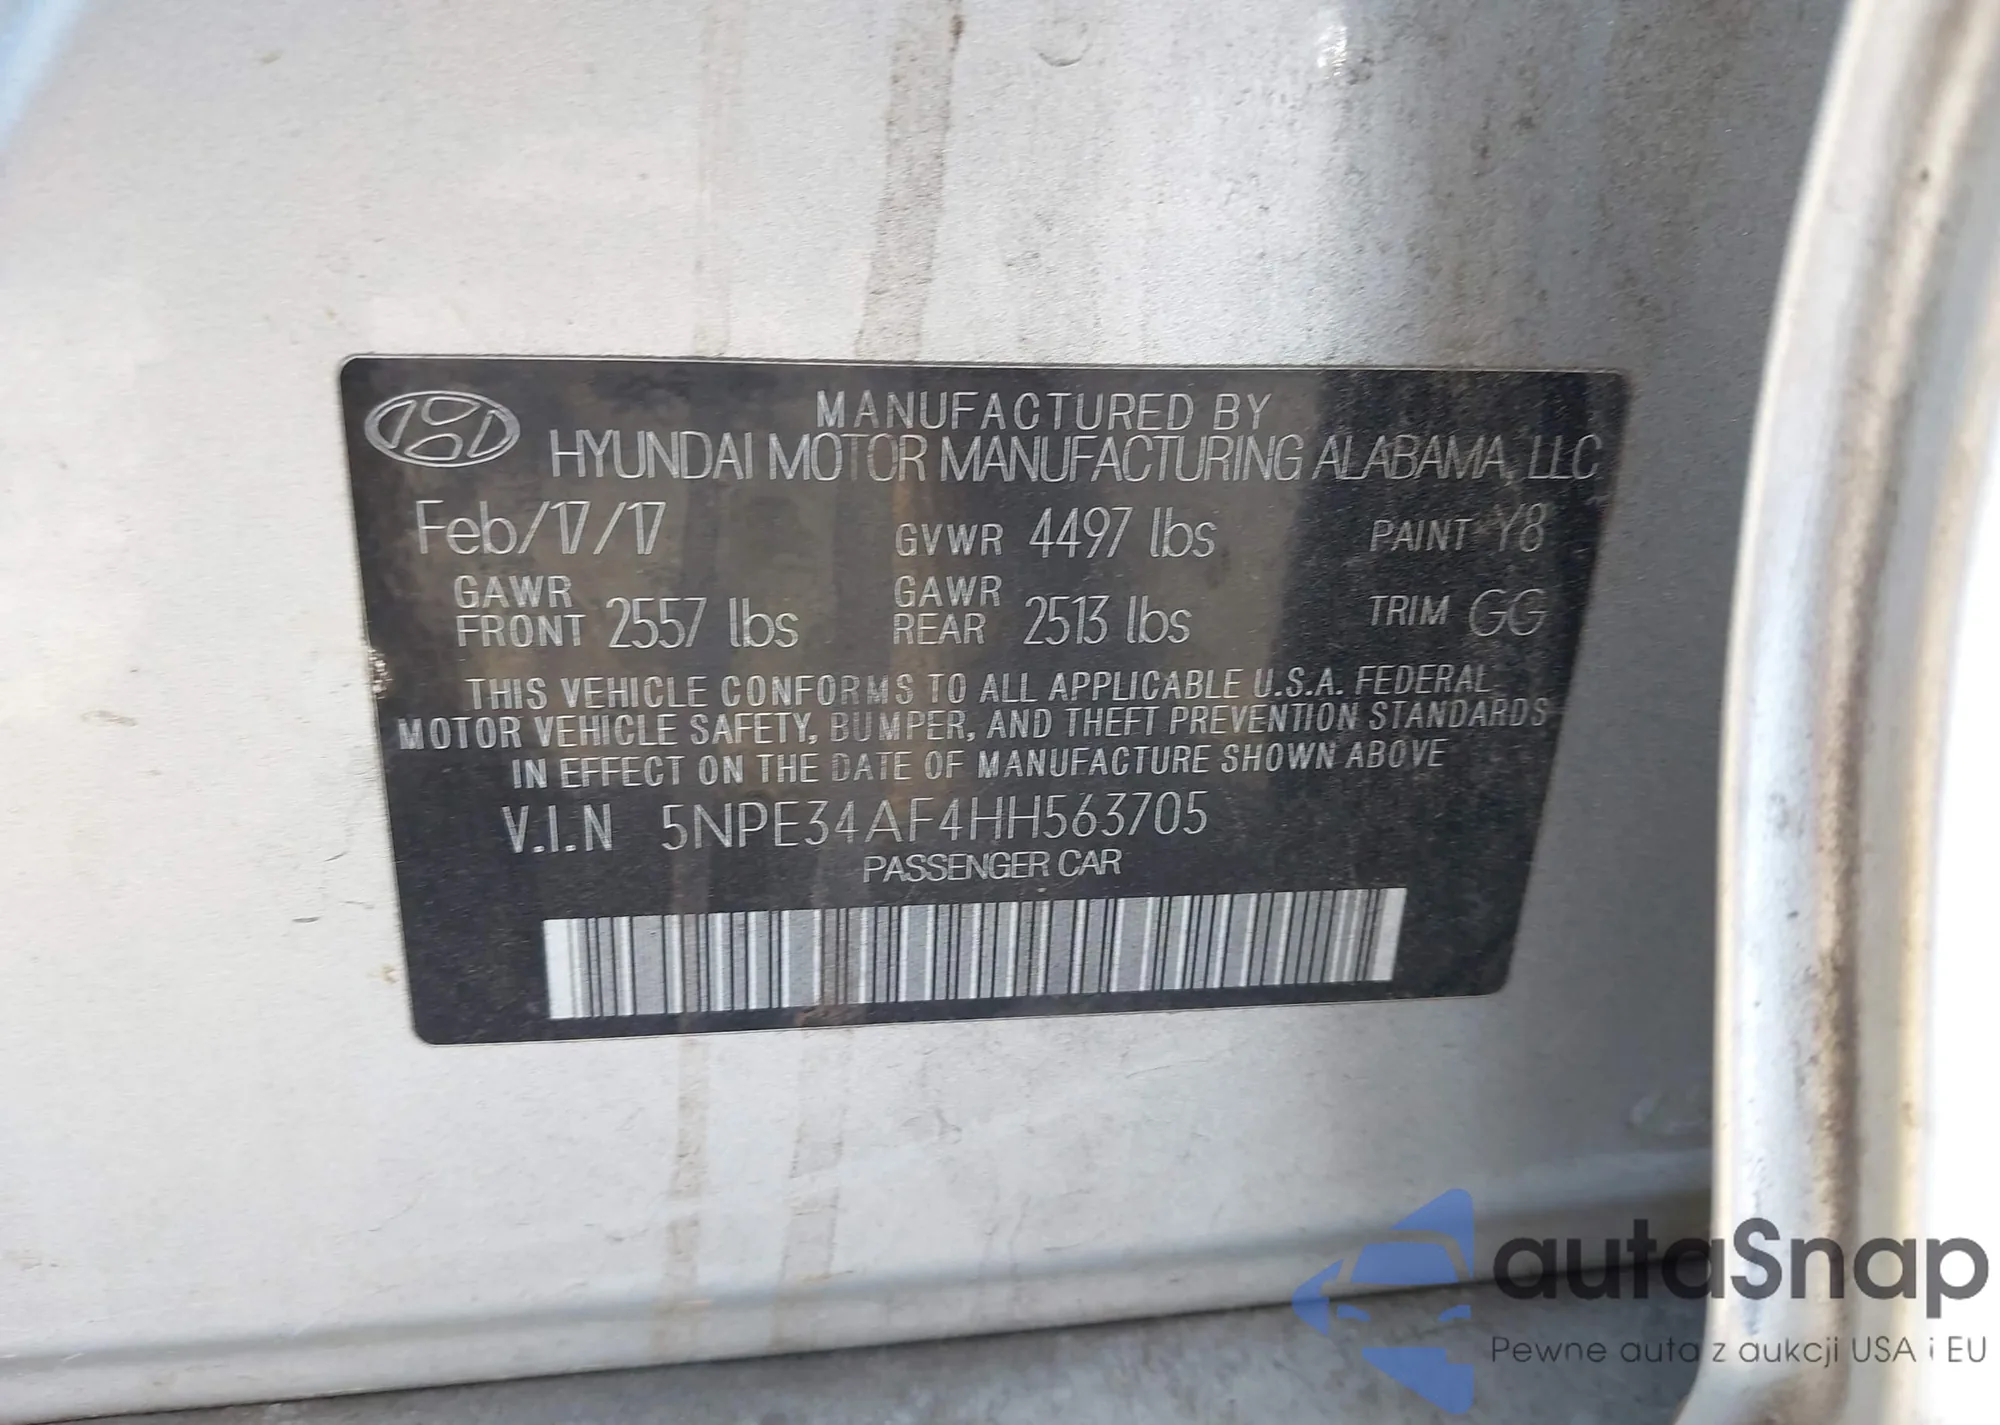 MANUFACTURED BY
HYUNDAI MOTOR MANUFACTURING ALABAMA, LLC
Feb/17/17 GVWR 4497 lbs PAINT Y8
GAWR FRONT 2557 lbs GAWR REAR 2513 lbs TRIM GG
THIS VEHICLE CONFORMS TO ALL APPLICABLE U.S.A. FEDERAL
MOTOR VEHICLE SAFETY, BUMPER, AND THEFT PREVENTION STANDARDS
IN EFFECT ON THE DATE OF MANUFACTURE SHOWN ABOVE
V.I.N 5NPE34AF4HH563705
PASSENGER CAR
autaSnap
Pewne auta z aukcji USA i EU